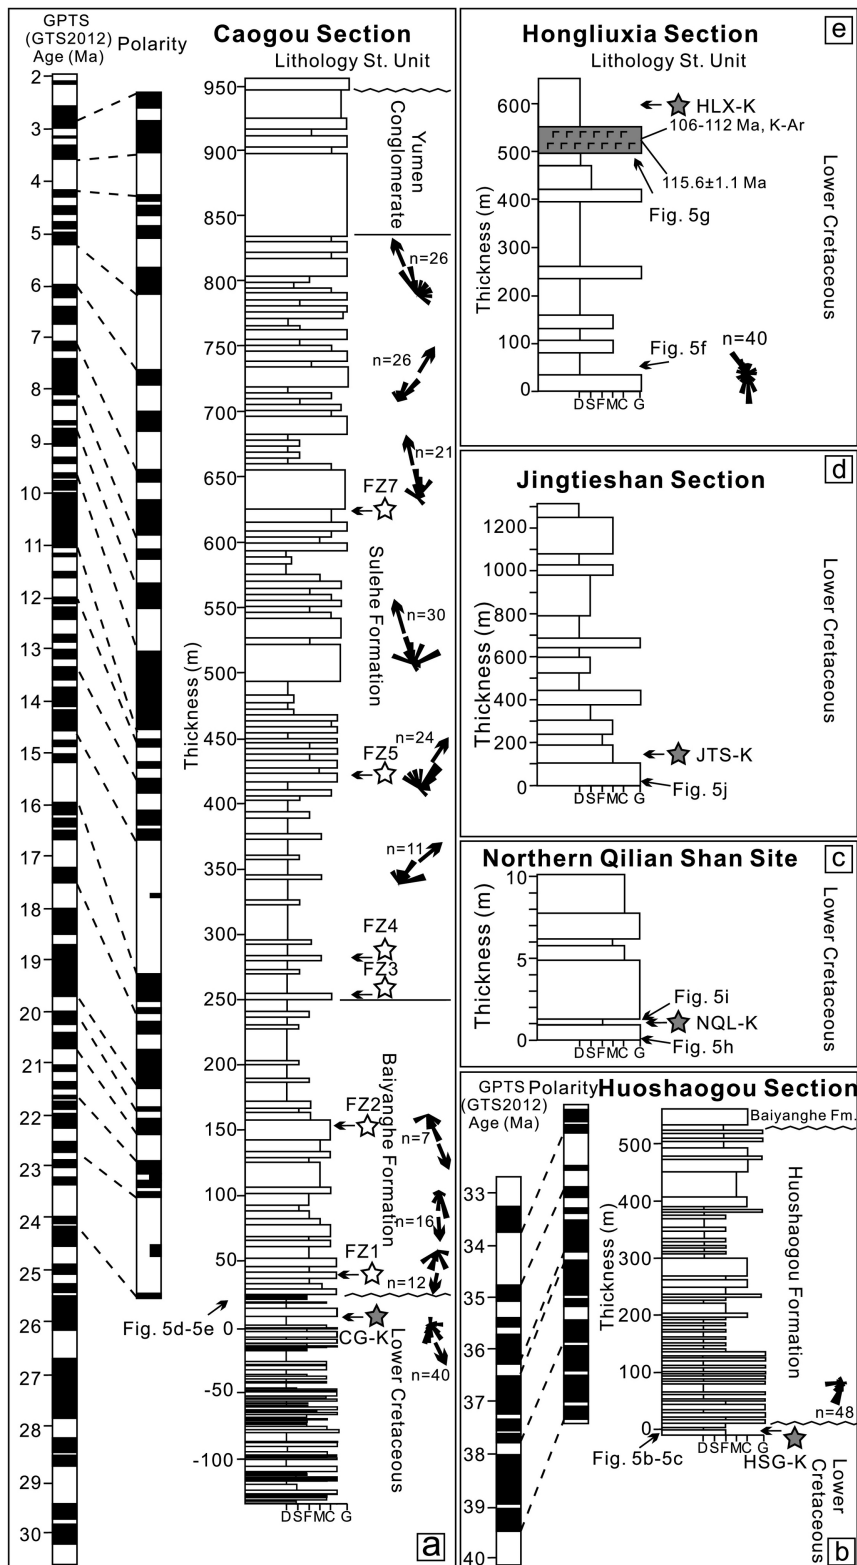 GPTS
(GTS2012)
Age (Ma)
Polarity
Caogou Section
Lithology St. Unit
2
3
4
5
6
7
8
9
10
11
12
13
14
15
16
17
18
19
20
21
22
23
24
25
26
27
28
29
30
Thickness (m)
950
900
850
800
750
700
650
600
550
500
450
400
350
300
250
200
150
100
50
0
-50
-100
DSFMC G
Yumen
Conglomerate
Sulehe Formation
Baiyanghe Formation
Lower Cretaceous
n=26
n=26
n=21
FZ7
n=30
n=24
FZ5
n=11
FZ4
FZ3
FZ2
n=7
n=16
FZ1
n=12
Fig. 5d-5e
CG-K
n=40
a
Hongliuxia Section
e
Lithology St. Unit
Thickness (m)
600
500
400
300
200
100
0
DSFMC G
HLX-K
106-112 Ma, K-Ar
115.6±1.1 Ma
Fig. 5g
Fig. 5f
n=40
Lower Cretaceous
d
Jingtieshan Section
Thickness (m)
1200
1000
800
600
400
200
0
DSFMC G
JTS-K
Fig. 5j
Lower Cretaceous
Northern Qilian Shan Site
c
Thickness (m)
10
5
0
DSFMC G
Fig. 5i
NQL-K
Fig. 5h
Lower Cretaceous
GPTS
(GTS2012)
Age (Ma)
Polarity
Huoshaogou Section
33
34
35
36
37
38
39
40
Thickness (m)
500
400
300
200
100
0
DSFMC G
Baiyanghe Fm.
Huoshaogou Formation
n=48
Fig. 5b-5c
HSG-K
Lower
Cretaceous
b